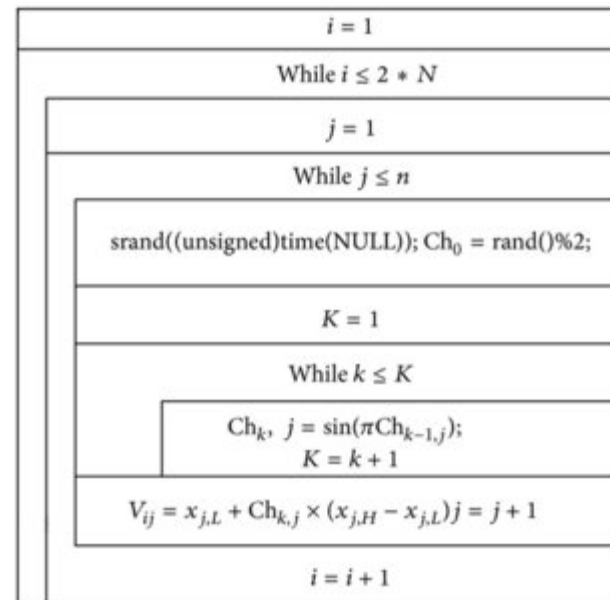 i = 1
While i ≤ 2 * N
j = 1
While j ≤ n
srand((unsigned)time(NULL)); Ch₀ = rand()%2;
K = 1
While k ≤ K
Chₖ, j = sin(πChₖ₋₁,ⱼ);
K = k + 1
Vᵢⱼ = xⱼ,L + Chₖ,ⱼ × (xⱼ,H − xⱼ,L)j = j + 1
i = i + 1